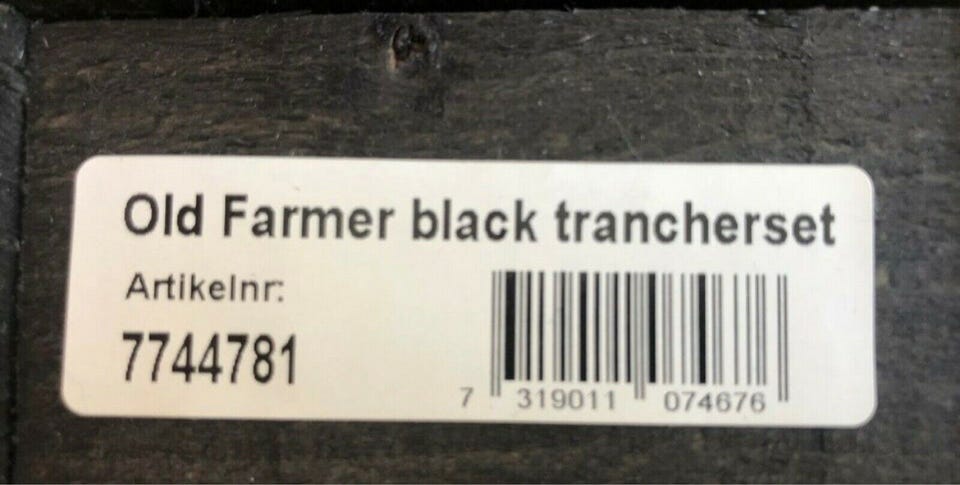 Old Farmer black trancherset
Artikelnr:
7744781
7 319011 074676